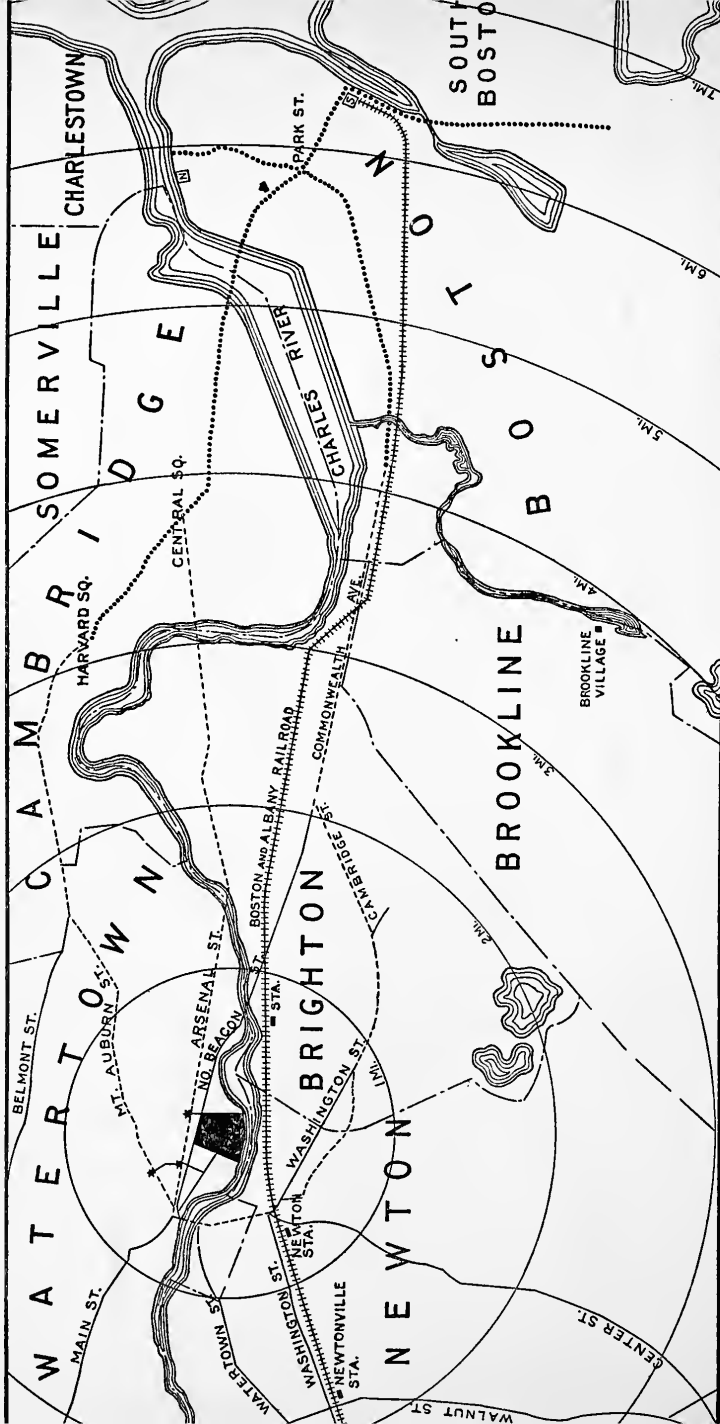 CHARLESTOWN
SOUTH
BOSTO
7 MI.
PARK ST.
S
N
SOMERVILLE
6 MI.
CHARLES RIVER
BOSTON
5 MI.
CENTRAL SQ.
HARVARD SQ.
CAMBRIDGE
4 MI.
COMMONWEALTH AVE.
BROOKLINE
VILLAGE
BROOKLINE
3 MI.
BOSTON AND ALBANY RAILROAD
CAMBRIDGE ST.
2 MI.
BELMONT ST.
MT. AUBURN ST.
WATERTOWN
ARSENAL ST.
NO. BEACON ST.
STA.
BRIGHTON
WASHINGTON ST.
1 MI.
MAIN ST.
WATERTOWN ST.
NEWTON
STA.
WASHINGTON ST.
NEWTONVILLE
STA.
NEWTON
CENTER ST.
WALNUT ST.